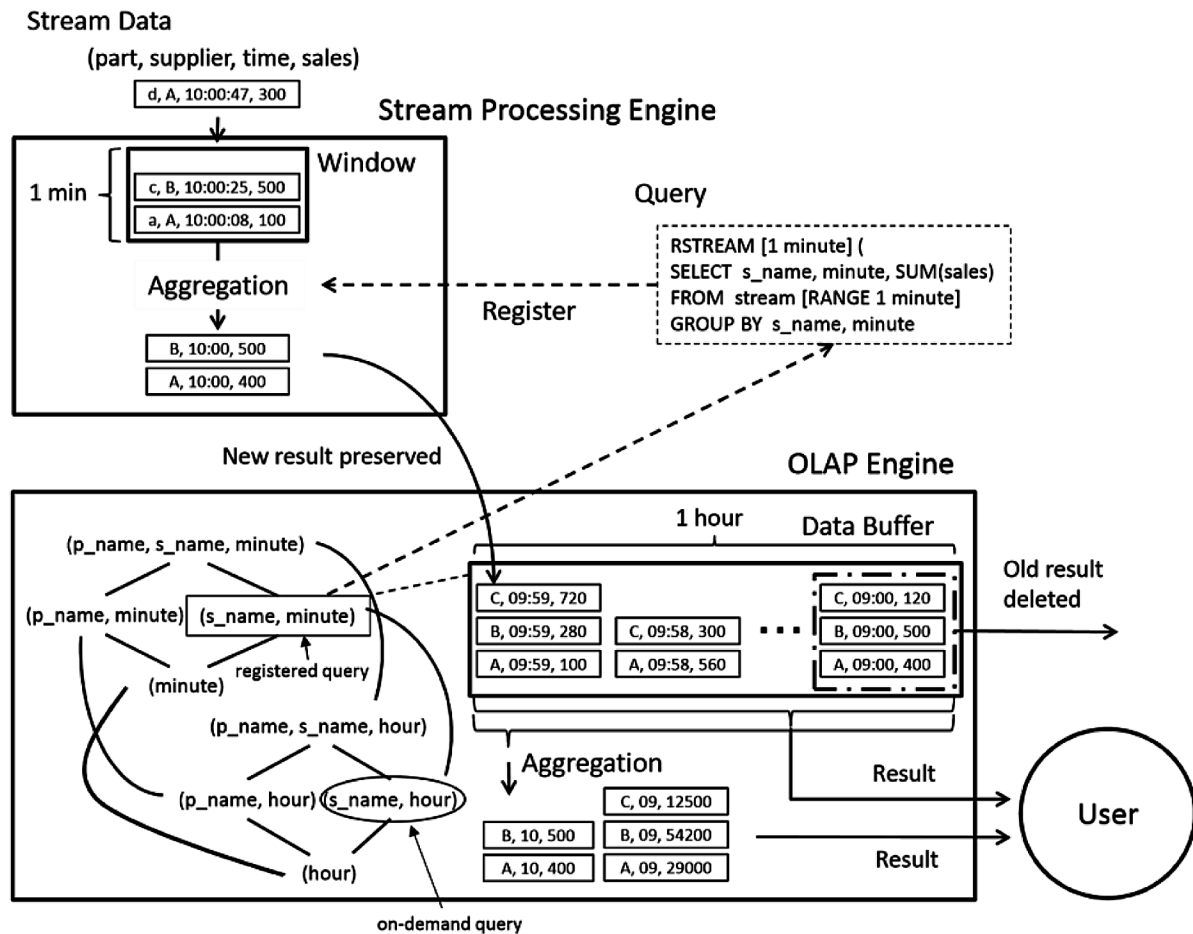 Stream Data
(part, supplier, time, sales)
d, A, 10:00:47, 300
Stream Processing Engine
Window
1 min
c, B, 10:00:25, 500
a, A, 10:00:08, 100
Aggregation
B, 10:00, 500
A, 10:00, 400
Query
RSTREAM [1 minute] (
SELECT s_name, minute, SUM(sales)
FROM stream [RANGE 1 minute]
GROUP BY s_name, minute
Register
New result preserved
OLAP Engine
1 hour
Data Buffer
(p_name, s_name, minute)
(p_name, minute)
(s_name, minute)
registered query
(minute)
(p_name, s_name, hour)
(p_name, hour)
(s_name, hour)
(hour)
on-demand query
C, 09:59, 720
B, 09:59, 280
A, 09:59, 100
C, 09:58, 300
A, 09:58, 560
C, 09:00, 120
B, 09:00, 500
A, 09:00, 400
Old result
deleted
Aggregation
B, 10, 500
A, 10, 400
C, 09, 12500
B, 09, 54200
A, 09, 29000
Result
Result
User